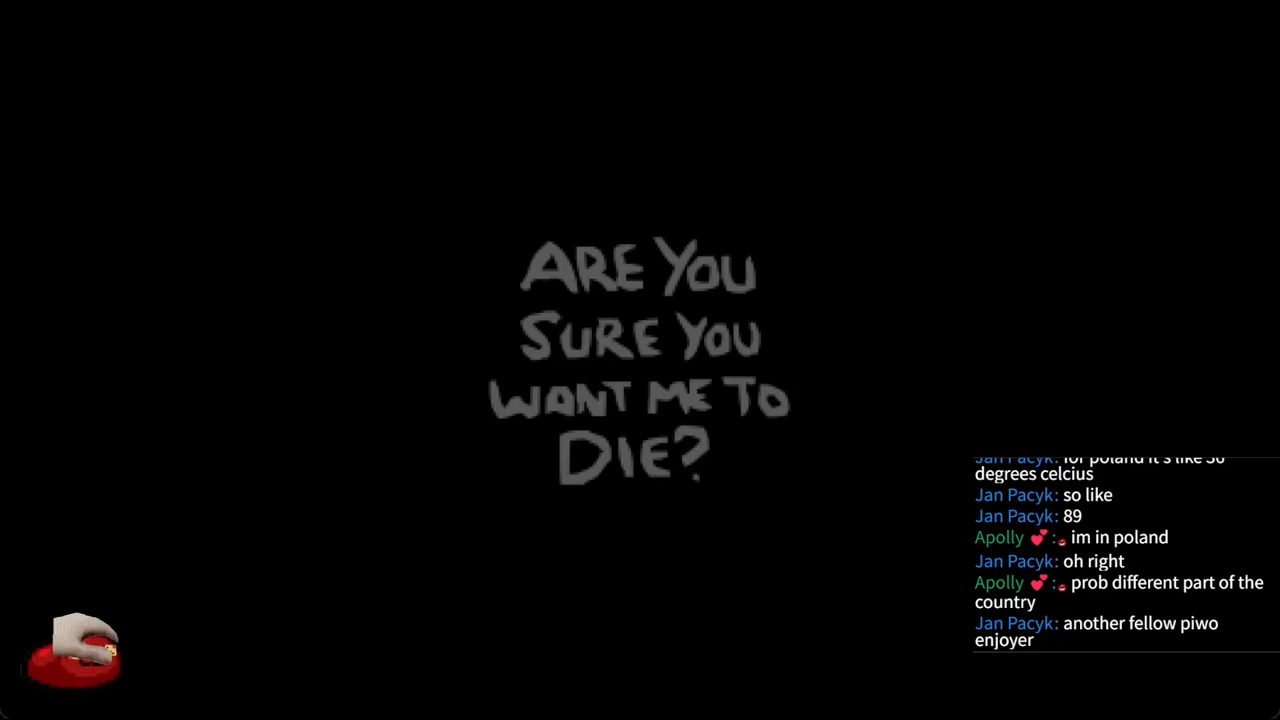 ARE YOU
SURE YOU
WANT ME TO
DIE?
degrees celcius
Jan Pacyk: so like
Jan Pacyk: 89
Apolly 💕 : im in poland
Jan Pacyk: oh right
Apolly 💕 : prob different part of the
country
Jan Pacyk: another fellow piwo
enjoyer